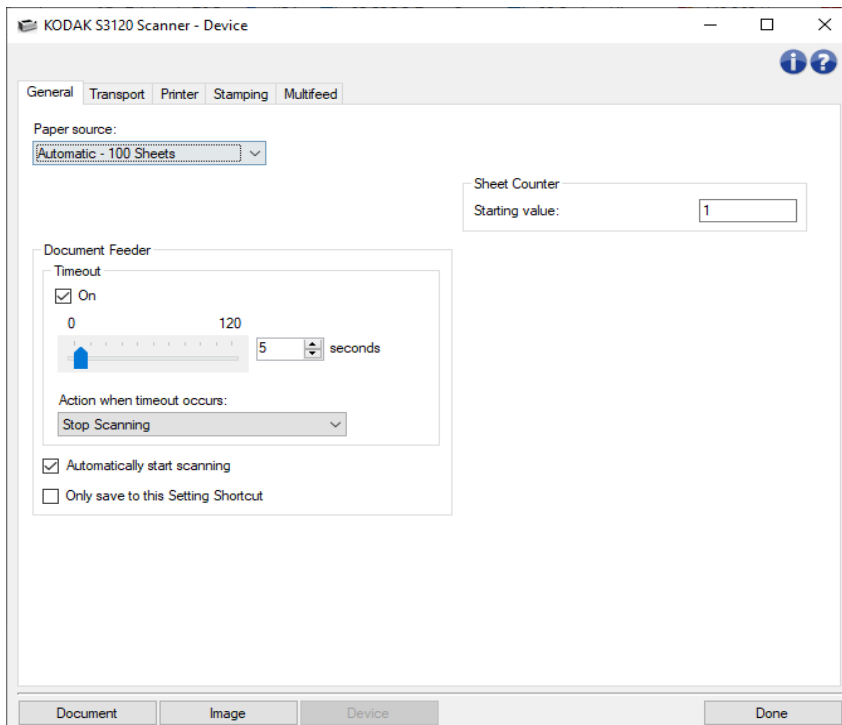 KODAK S3120 Scanner - Device
General Transport Printer Stamping Multifeed
Paper source:
Automatic - 100 Sheets
Sheet Counter
Starting value: 1
Document Feeder
Timeout
On
0 120
5 seconds
Action when timeout occurs:
Stop Scanning
Automatically start scanning
Only save to this Setting Shortcut
Document Image Device Done